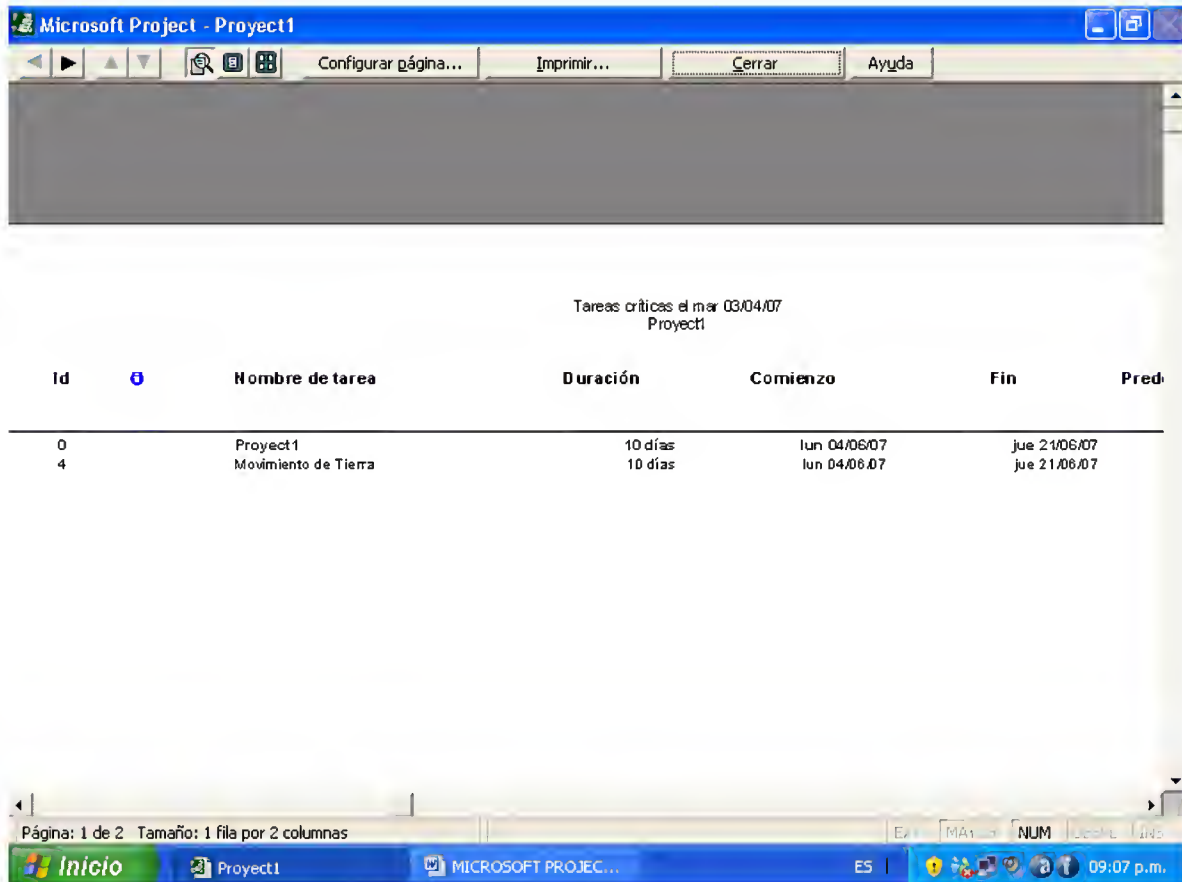 Microsoft Project - Proyect1
Configurar página... Imprimir... Cerrar Ayuda
Tareas críticas el mar 03/04/07
Proyect1
Id Nombre de tarea Duración Comienzo Fin
0 Proyect1 10 días lun 04/06/07 jue 21/06/07
4 Movimiento de Tierra 10 días lun 04/06/07 jue 21/06/07
Página: 1 de 2 Tamaño: 1 fila por 2 columnas NUM
Inicio Proyect1 MICROSOFT PROJEC... ES 09:07 p.m.